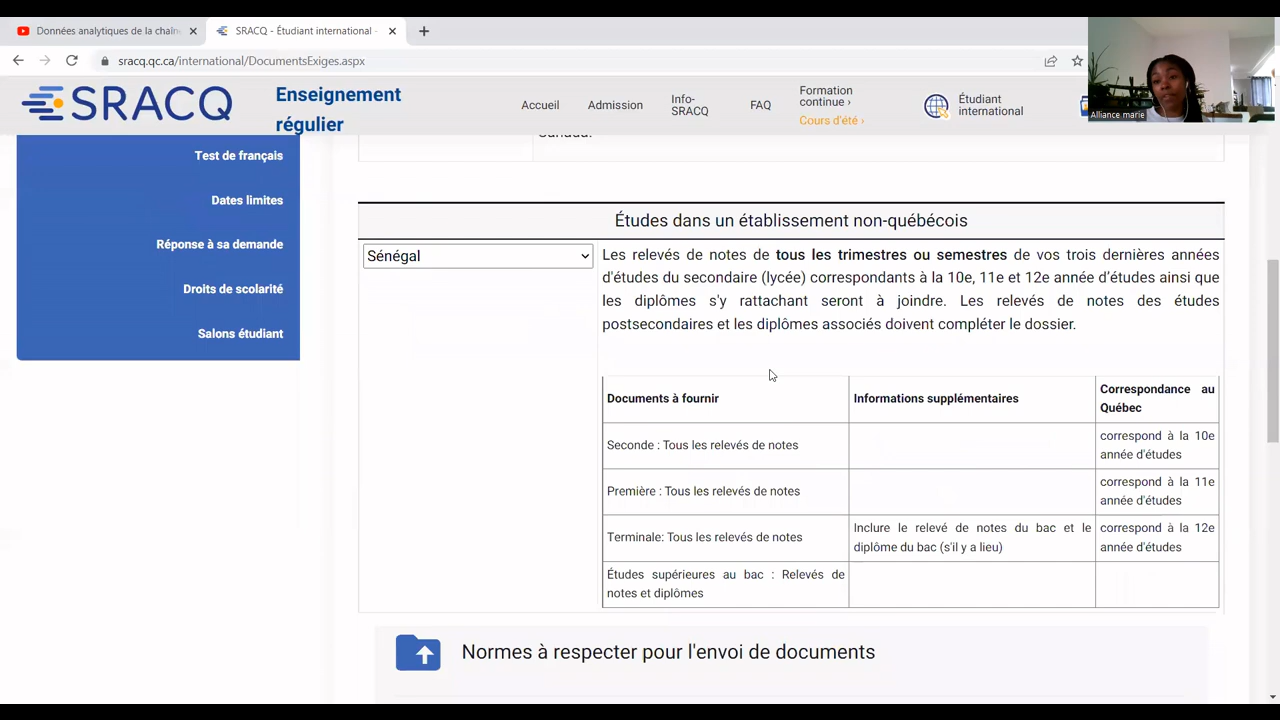 Données analytiques de la chaîn
SRACQ - Étudiant international -
sracq.qc.ca/international/DocumentsExiges.aspx
SRACQ
Enseignement
régulier
Accueil
Admission
Info-
SRACQ
FAQ
Formation
continue ›
Cours d'été ›
Étudiant
international
Alliance marie
Canada.
Test de français
Dates limites
Réponse à sa demande
Droits de scolarité
Salons étudiant
Études dans un établissement non-québécois
Sénégal
Les relevés de notes de tous les trimestres ou semestres de vos trois dernières années
d'études du secondaire (lycée) correspondants à la 10e, 11e et 12e année d'études ainsi que
les diplômes s'y rattachant seront à joindre. Les relevés de notes des études
postsecondaires et les diplômes associés doivent compléter le dossier.
Documents à fournir
Informations supplémentaires
Correspondance au
Québec
Seconde : Tous les relevés de notes
correspond à la 10e
année d'études
Première : Tous les relevés de notes
correspond à la 11e
année d'études
Terminale: Tous les relevés de notes
Inclure le relevé de notes du bac et le
diplôme du bac (s'il y a lieu)
correspond à la 12e
année d'études
Études supérieures au bac : Relevés de
notes et diplômes
Normes à respecter pour l'envoi de documents